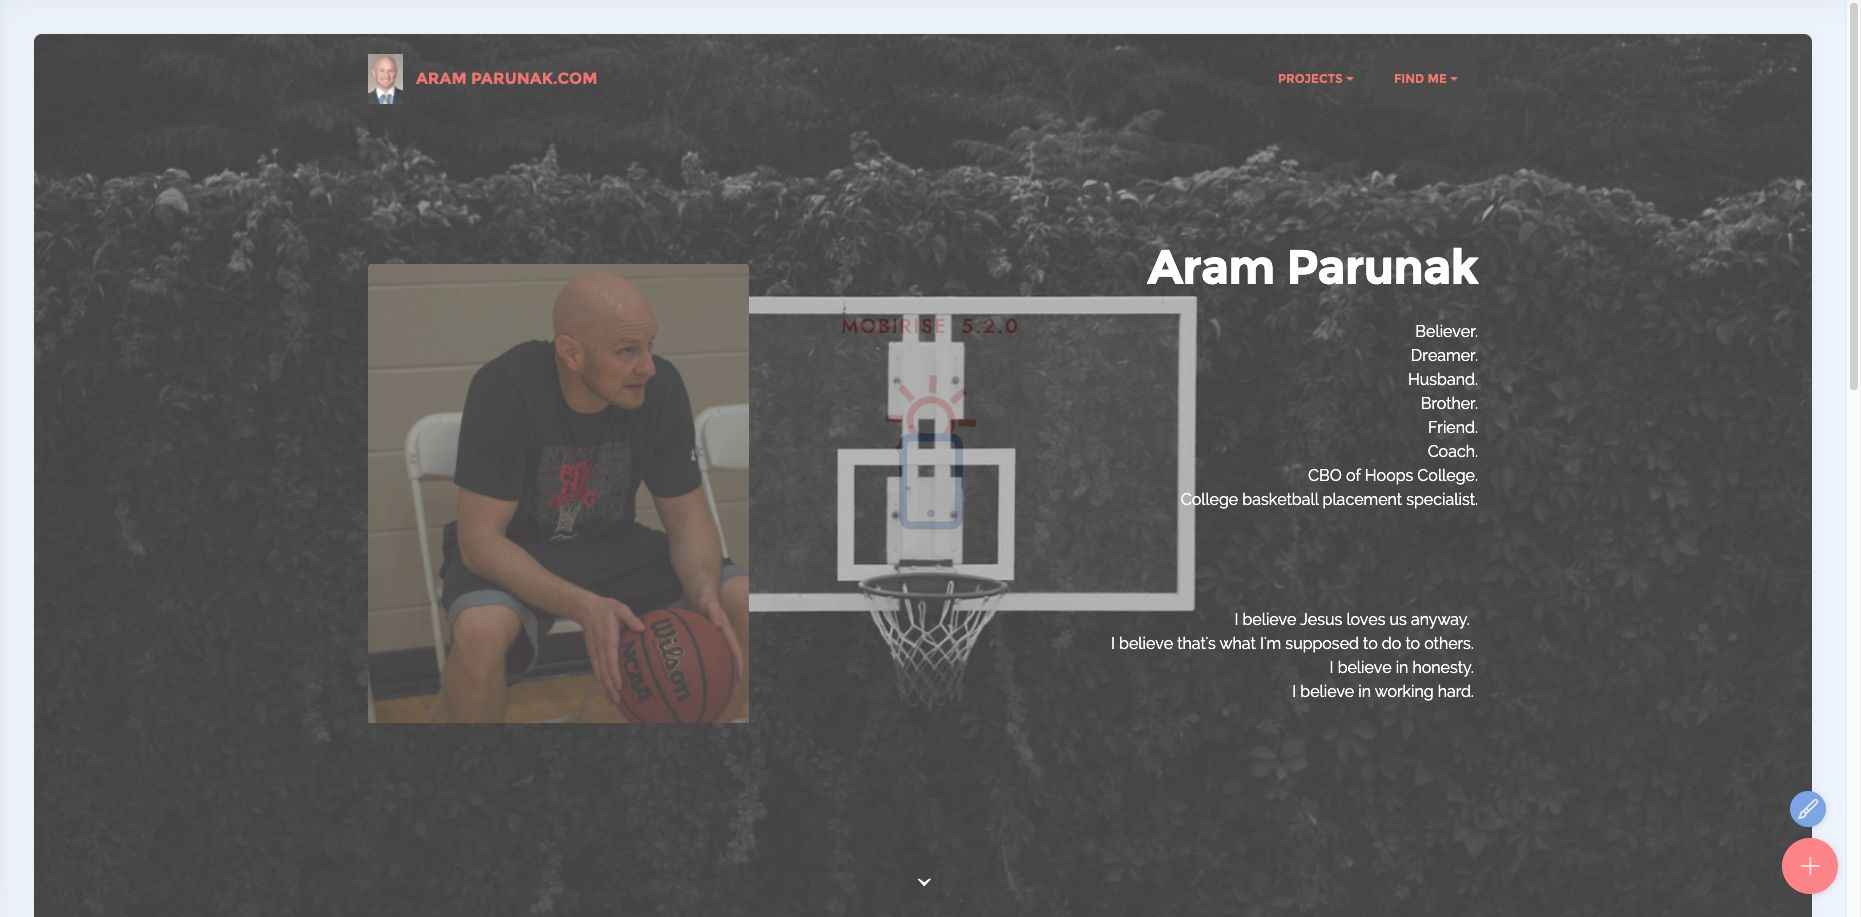 ARAM PARUNAK.COM
PROJECTS
FIND ME
Aram Parunak
MOBIRISE 5.2.0
Believer.
Dreamer.
Husband.
Brother.
Friend.
Coach.
CBO of Hoops College.
College basketball placement specialist.
Wilson
NCAA
I believe Jesus loves us anyway.
I believe that's what I'm supposed to do to others.
I believe in honesty.
I believe in working hard.